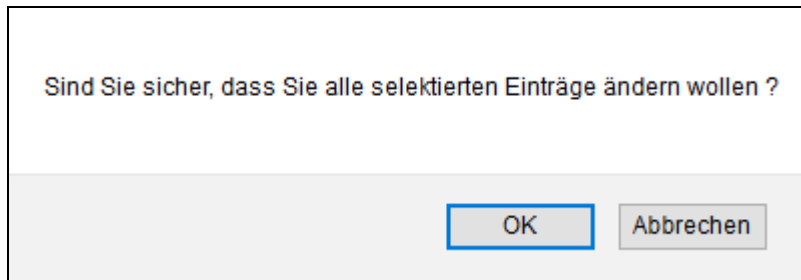 Sind Sie sicher, dass Sie alle selektierten Einträge ändern wollen ?
OK Abbrechen